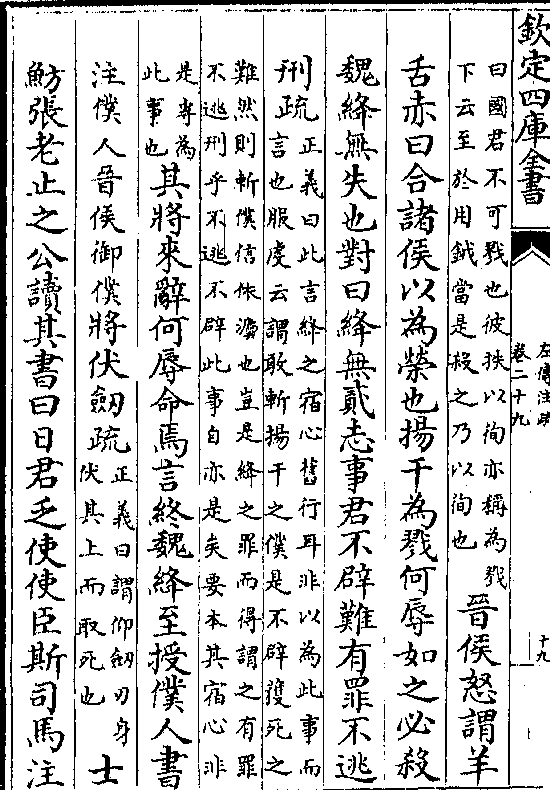 欽定四庫全書
左傳注疏
卷二十九
十九
曰國君不可戮也彼抶以徇亦稱為戮
下云至於用鉞當是殺之乃以徇也
晉侯怒謂羊
舌赤曰合諸侯以為榮也揚干為戮何辱如之必殺
魏絳無失也對曰絳無貳志事君不辟難有罪不逃
刑疏
正義曰此言絳之宿心舊行耳非以為此事而
言也服虔云謂敢斬揚干之僕是不辟獲死之
難然則斬僕信依灋也豈是絳之罪而得謂之有罪
不逃刑乎不逃不辟此事自亦是矣要本其宿心非
是專為
此事也
其將來辭何辱命焉言終魏絳至授僕人書
注僕人晉侯御僕將伏劒疏
正義曰謂仰劒刃身
伏其上而取死也
士
魴張老止之公讀其書曰日君乏使使臣斯司馬注